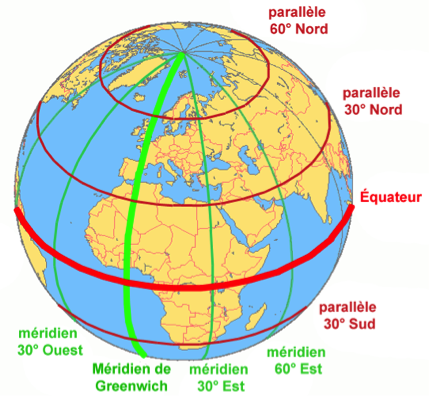 parallèle
60° Nord
parallèle
30° Nord
Équateur
parallèle
30° Sud
méridien
30° Ouest
Méridien de
Greenwich
méridien
30° Est
méridien
60° Est